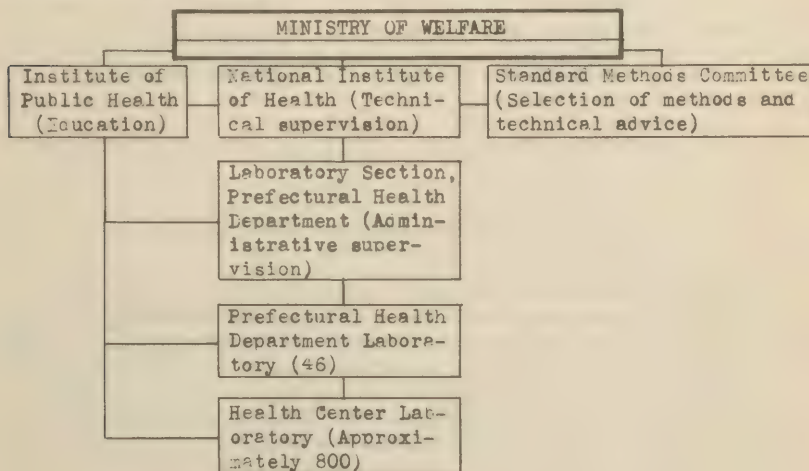 MINISTRY OF WELFARE
Institute of
Public Health
(Education)
National Institute
of Health (Techni-
cal supervision)
Standard Methods Committee
(Selection of methods and
technical advice)
Laboratory Section,
Prefectural Health
Department (Admin-
istrative super-
vision)
Prefectural Health
Department Labora-
tory (46)
Health Center Lab-
oratory (Approxi-
mately 800)